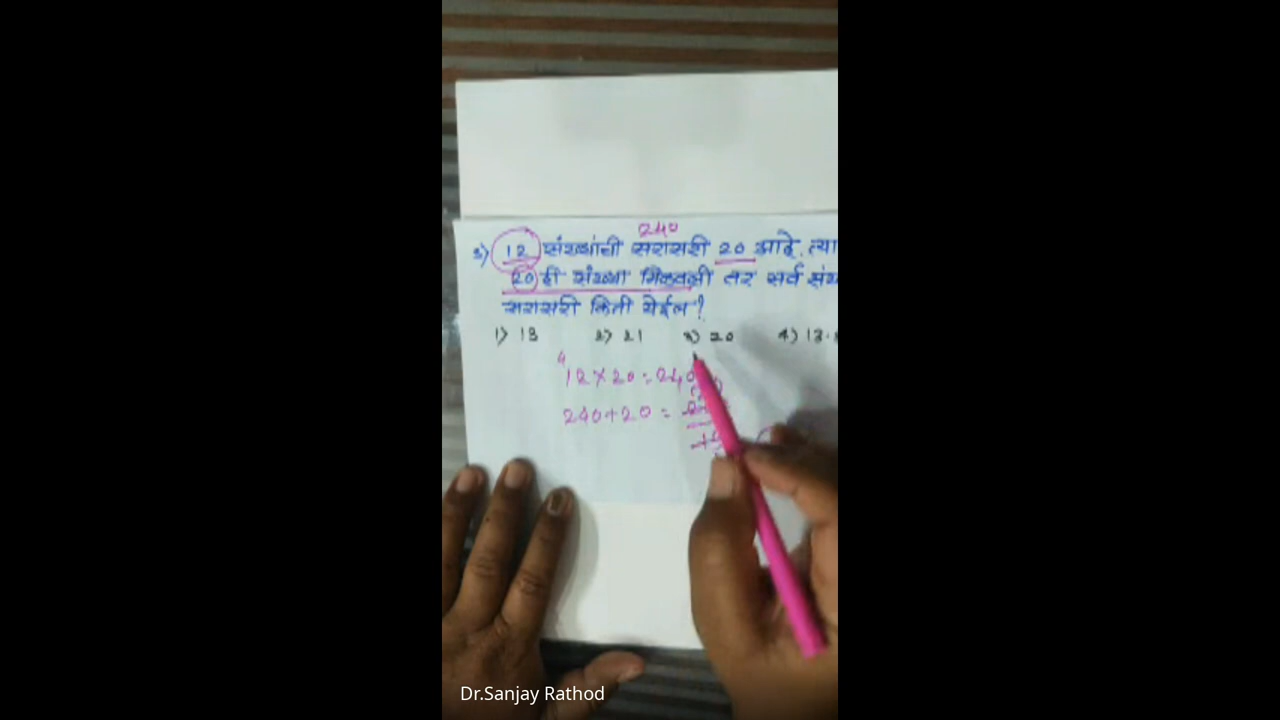 240
3) 12 संख्यांची सरासरी 20 आहे. त्या
20 ही संख्या मिळवली तर सर्व संख
सरासरी किती येईल?
1) 13 2) 21 3) 20 4) 13.
12 × 20 = 240
240 + 20 =
Dr.Sanjay Rathod